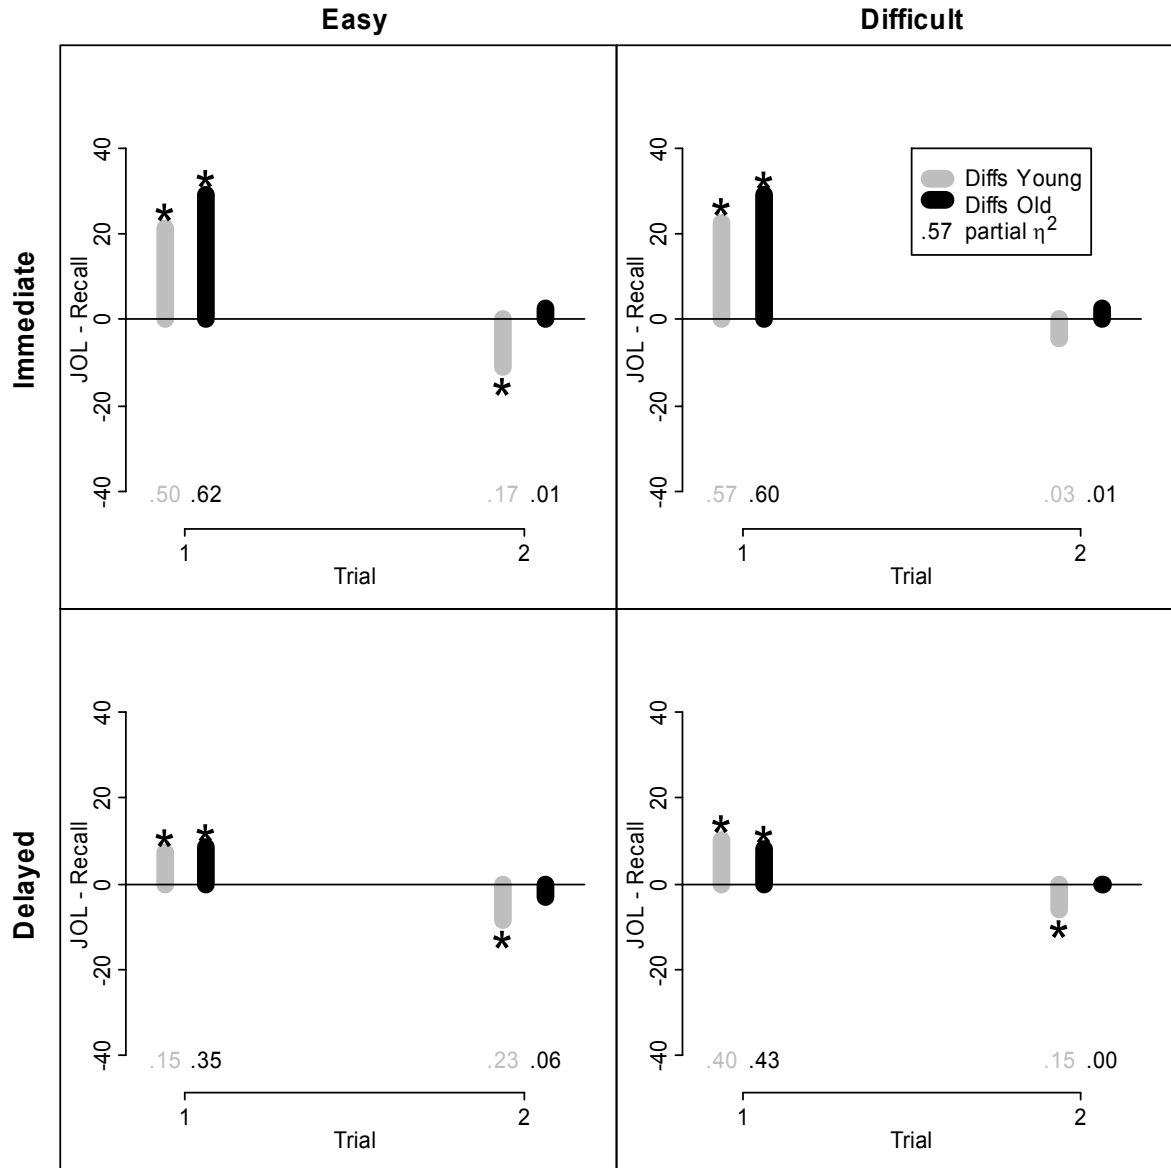 Easy
Difficult
Immediate
JOL - Recall
40
20
0
-20
-40
* * *
.50 .62 .17 .01
1 2
Trial
JOL - Recall
40
20
0
-20
-40
* *
Diffs Young
Diffs Old
.57 partial η²
.57 .60 .03 .01
1 2
Trial
Delayed
JOL - Recall
40
20
0
-20
-40
* * *
.15 .35 .23 .06
1 2
Trial
JOL - Recall
40
20
0
-20
-40
* * *
.40 .43 .15 .00
1 2
Trial